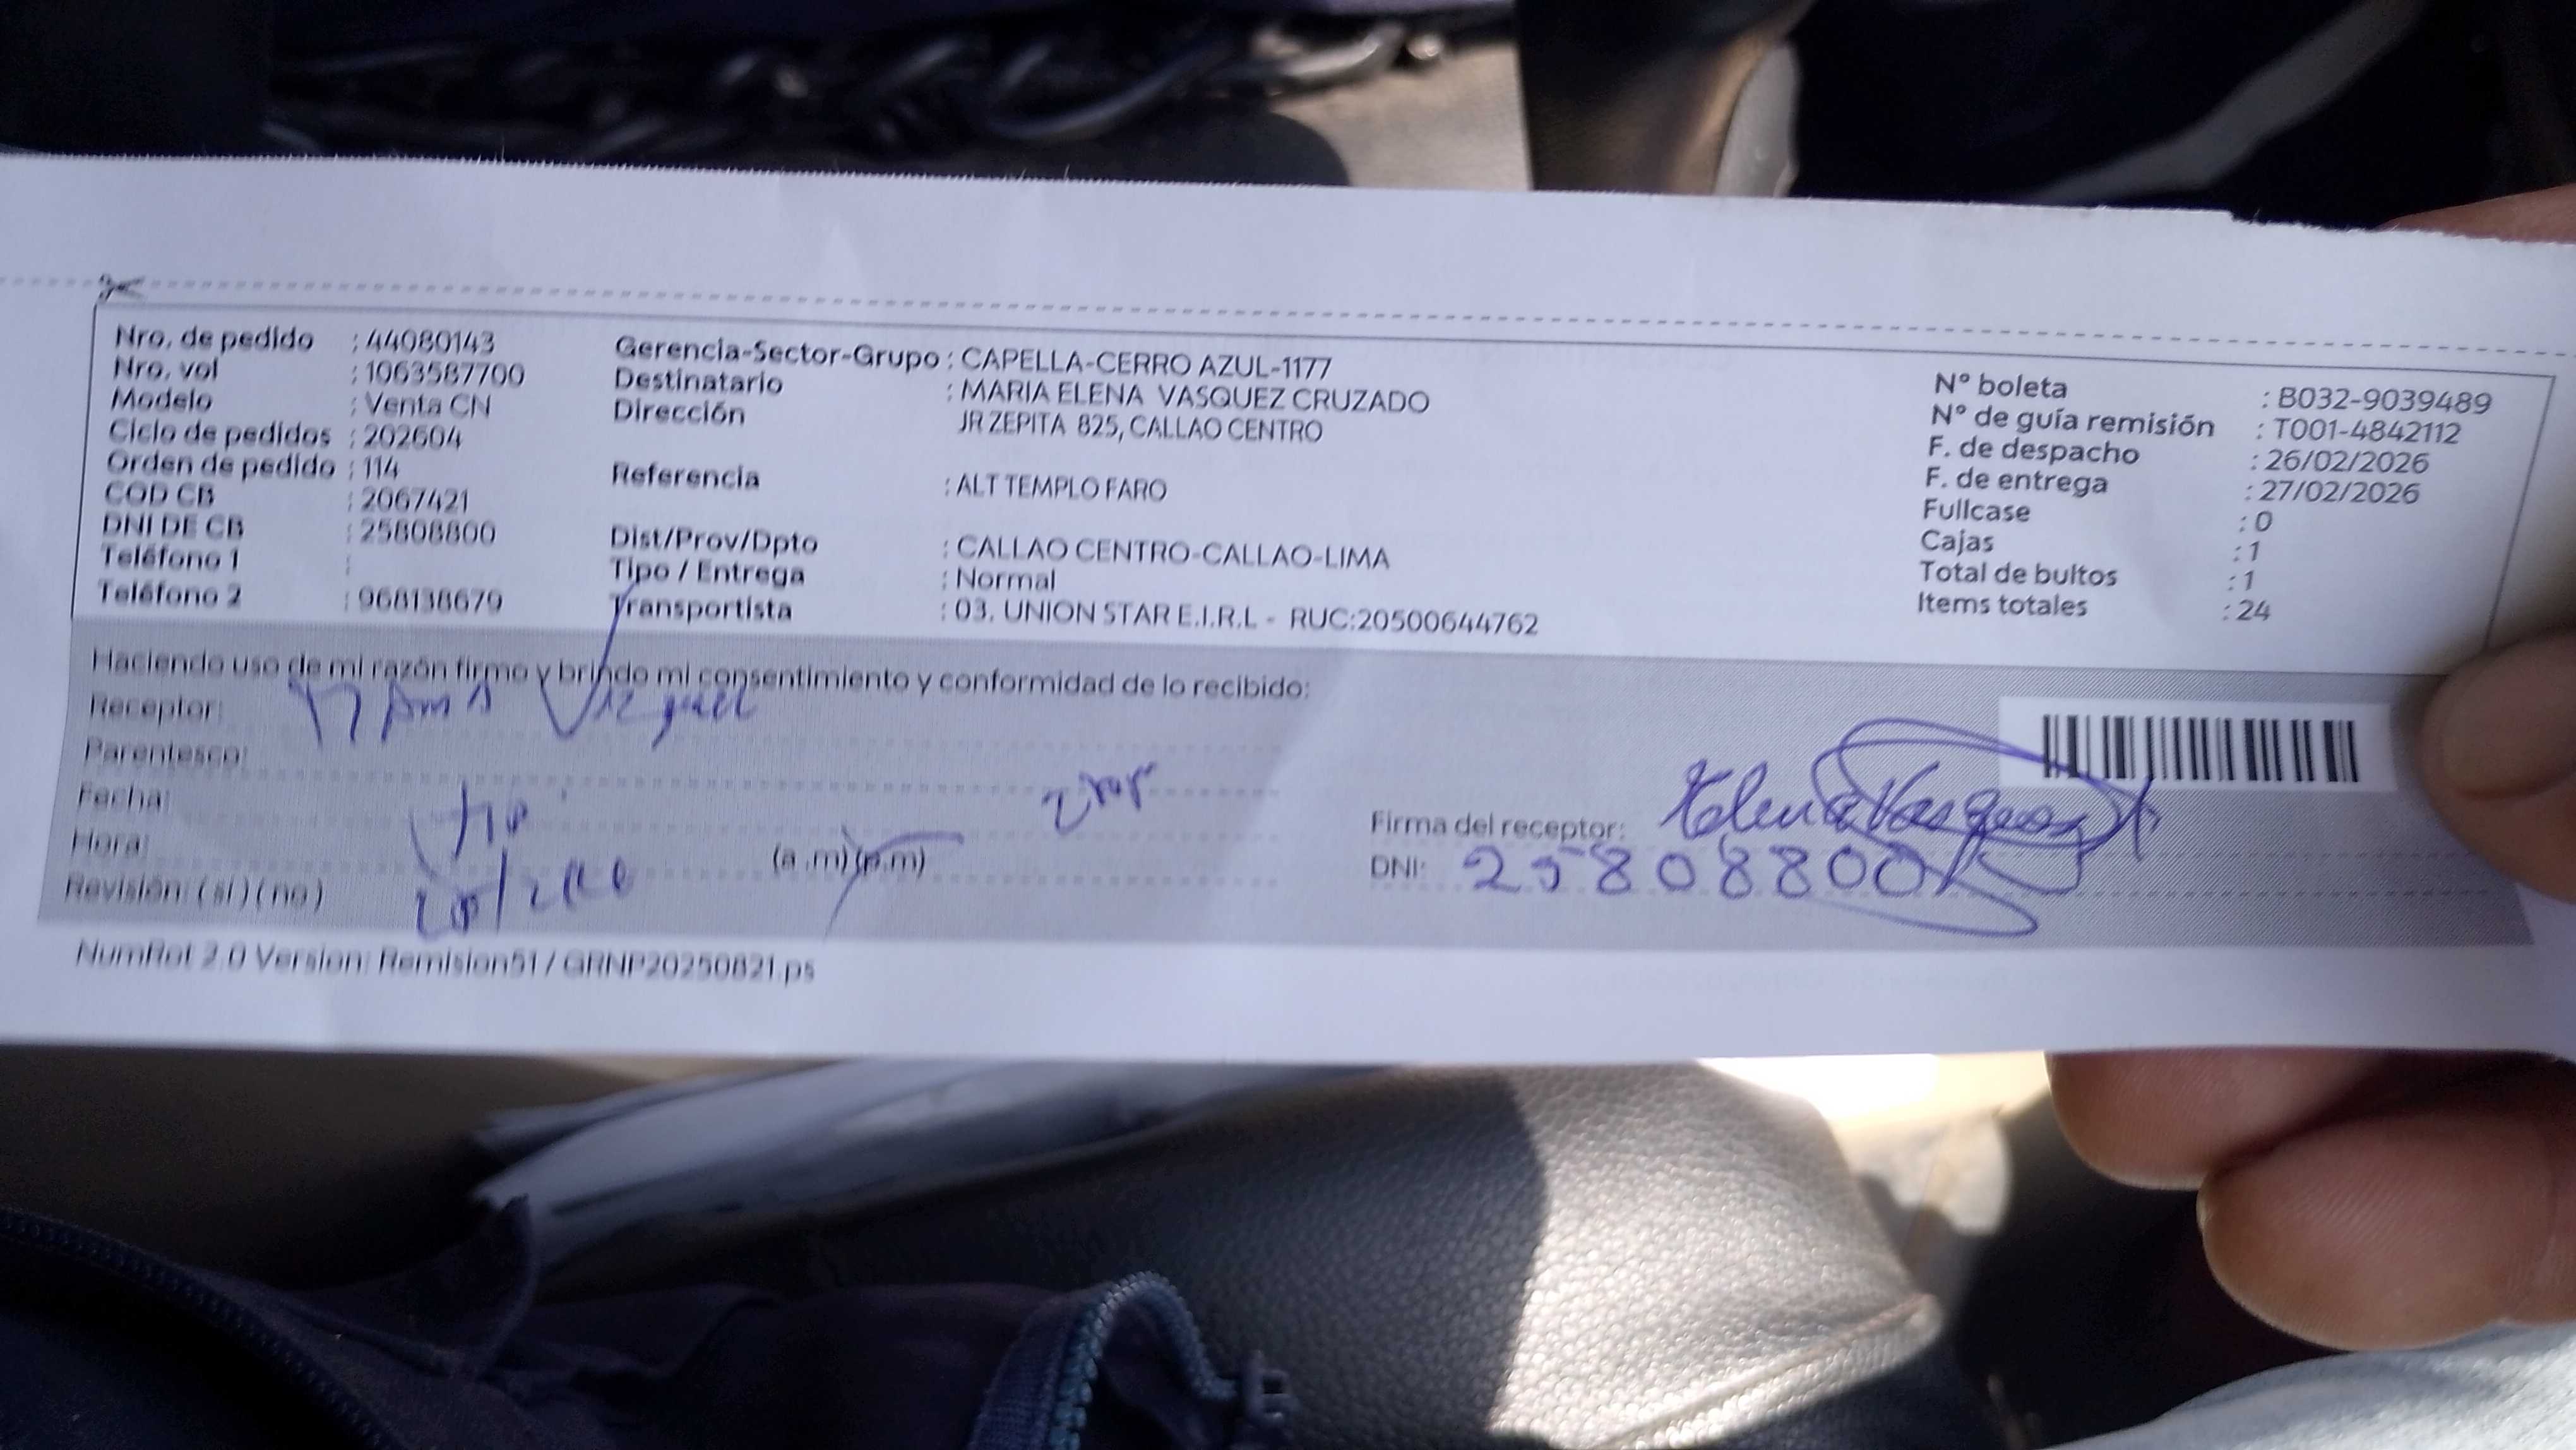 Nro. de pedido : 44080143
Nro. vol : 1063587700
Modelo : Venta CN
Ciclo de pedidos : 202604
Orden de pedido : 114
COD CB : 2067421
DNI DE CB : 25808800
Teléfono 1 :
Teléfono 2 : 968138679
Gerencia-Sector-Grupo : CAPELLA-CERRO AZUL-1177
Destinatario : MARIA ELENA VASQUEZ CRUZADO
Dirección JR ZEPITA 825, CALLAO CENTRO
Referencia : ALT TEMPLO FARO
Dist/Prov/Dpto : CALLAO CENTRO-CALLAO-LIMA
Tipo / Entrega : Normal
Transportista : 03. UNION STAR E.I.R.L - RUC:20500644762
N° boleta : B032-9039489
N° de guía remisión : T001-4842112
F. de despacho : 26/02/2026
F. de entrega : 27/02/2026
Fullcase : 0
Cajas : 1
Total de bultos : 1
Items totales : 24
Haciendo uso de mi razón firmo y brindo mi consentimiento y conformidad de lo recibido:
Receptor:
Parentesco:
Fecha:
Hora: (a .m) (p.m)
Revisión: ( sí ) ( no )
Firma del receptor: Elena Vasquez
DNI: 25808800
NumRot 2.0 Version: Remision51 / GRNP20250821.ps